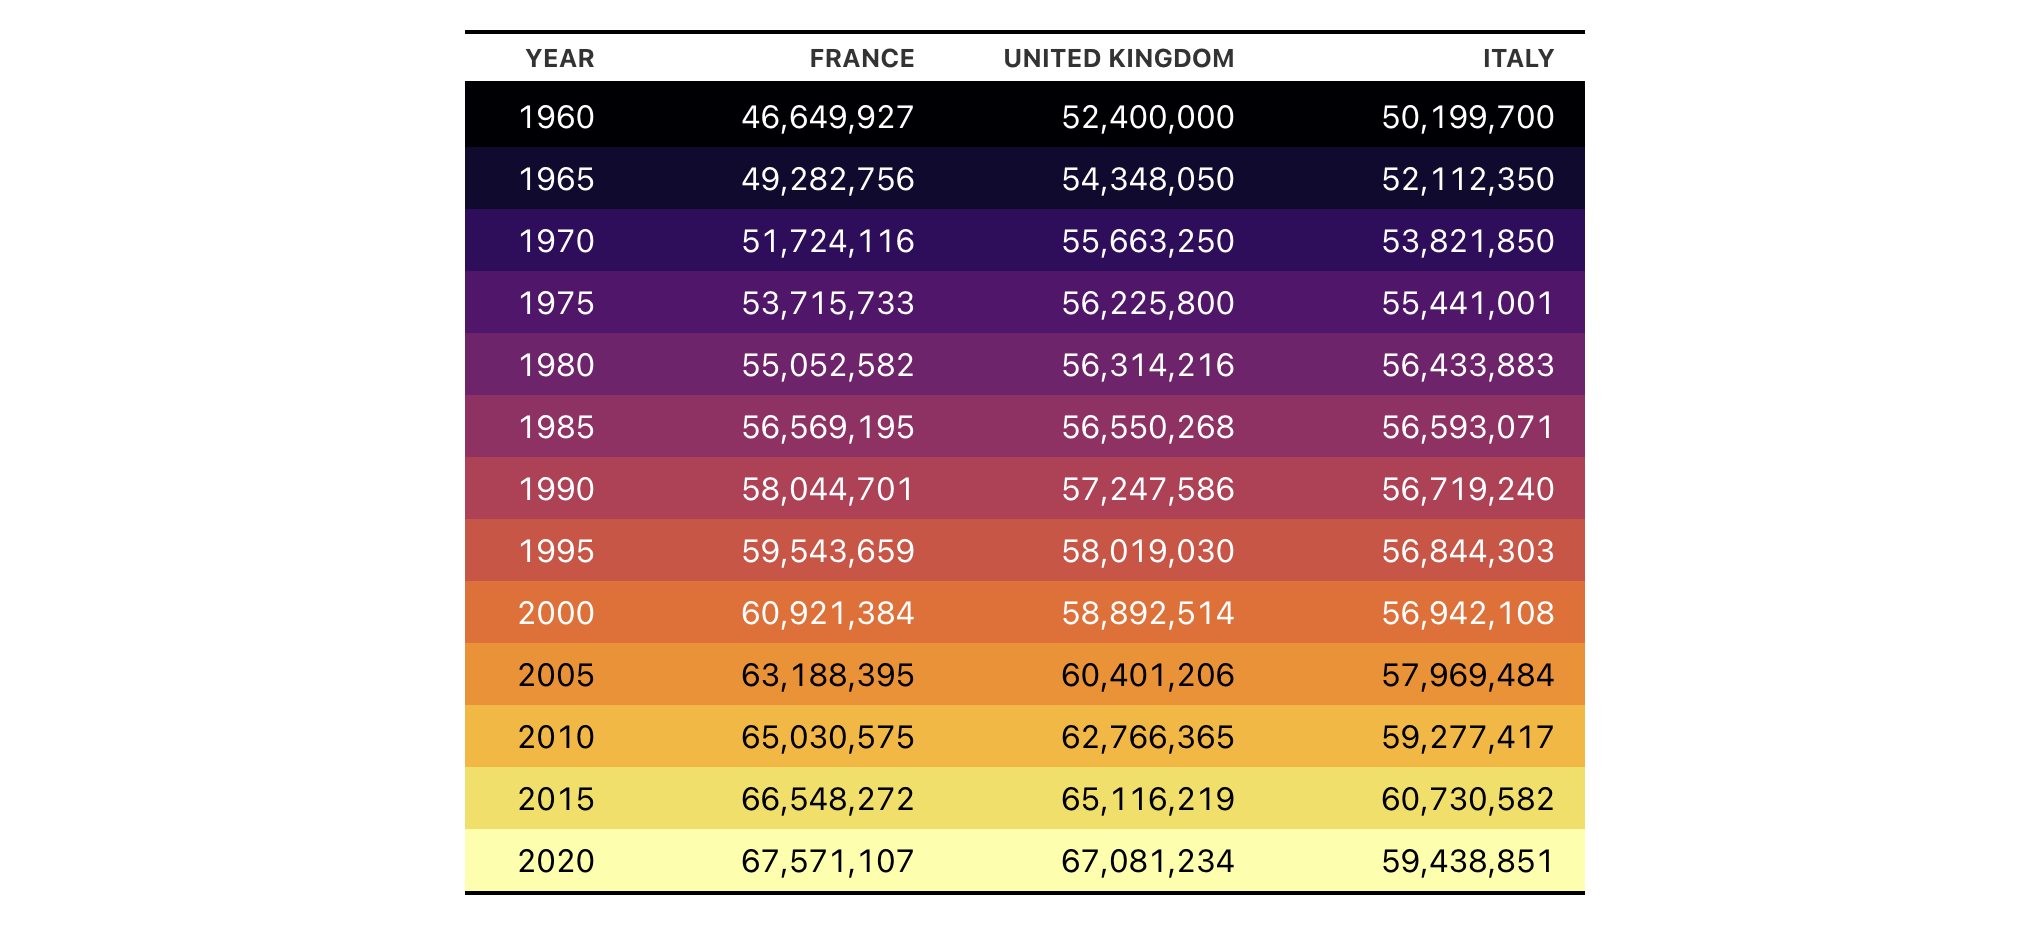 YEAR FRANCE UNITED KINGDOM ITALY
1960 46,649,927 52,400,000 50,199,700
1965 49,282,756 54,348,050 52,112,350
1970 51,724,116 55,663,250 53,821,850
1975 53,715,733 56,225,800 55,441,001
1980 55,052,582 56,314,216 56,433,883
1985 56,569,195 56,550,268 56,593,071
1990 58,044,701 57,247,586 56,719,240
1995 59,543,659 58,019,030 56,844,303
2000 60,921,384 58,892,514 56,942,108
2005 63,188,395 60,401,206 57,969,484
2010 65,030,575 62,766,365 59,277,417
2015 66,548,272 65,116,219 60,730,582
2020 67,571,107 67,081,234 59,438,851